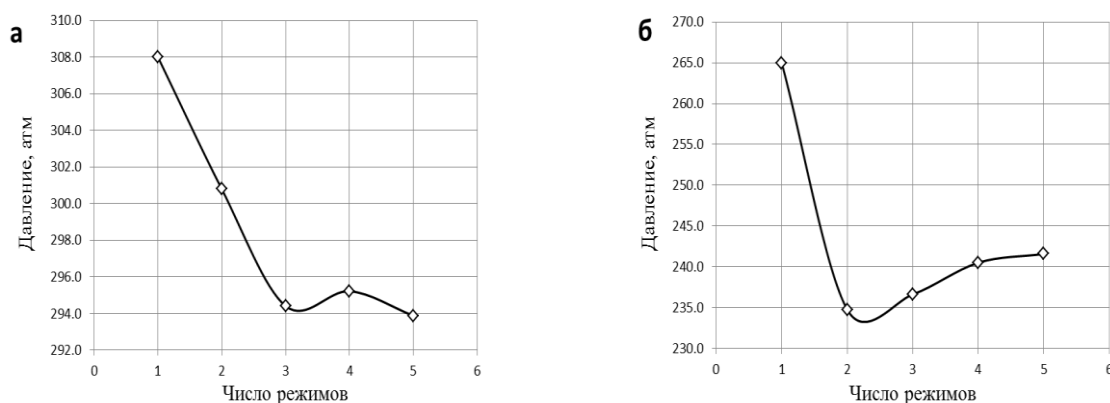 а
310.0
308.0
306.0
304.0
302.0
300.0
298.0
296.0
294.0
292.0
Давление, атм
0 1 2 3 4 5 6
Число режимов
б
270.0
265.0
260.0
255.0
250.0
245.0
240.0
235.0
230.0
Давление, атм
0 1 2 3 4 5 6
Число режимов